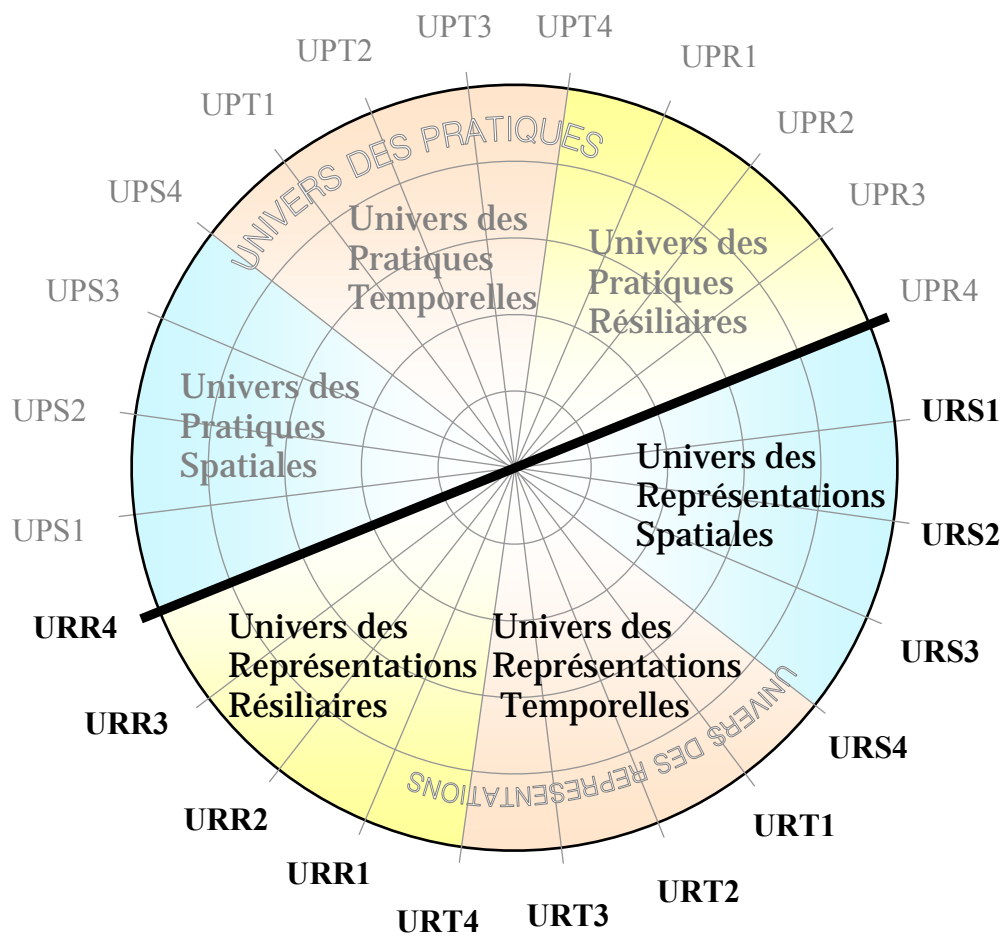 UPT3
UPT4
UPT2
UPR1
UPT1
UPR2
UPS4
UPR3
UNIVERS DES PRATIQUES
Univers des
Pratiques
Temporelles
Univers des
Pratiques
Résiliaires
UPS3
UPR4
Univers des
Pratiques
Spatiales
UPS2
URS1
Univers des
Représentations
Spatiales
UPS1
URS2
URR4
Univers des
Représentations
Résiliaires
Univers des
Représentations
Temporelles
URS3
UNIVERS DES REPRESENTATIONS
URR3
URS4
URR2
URT1
URR1
URT2
URT4
URT3